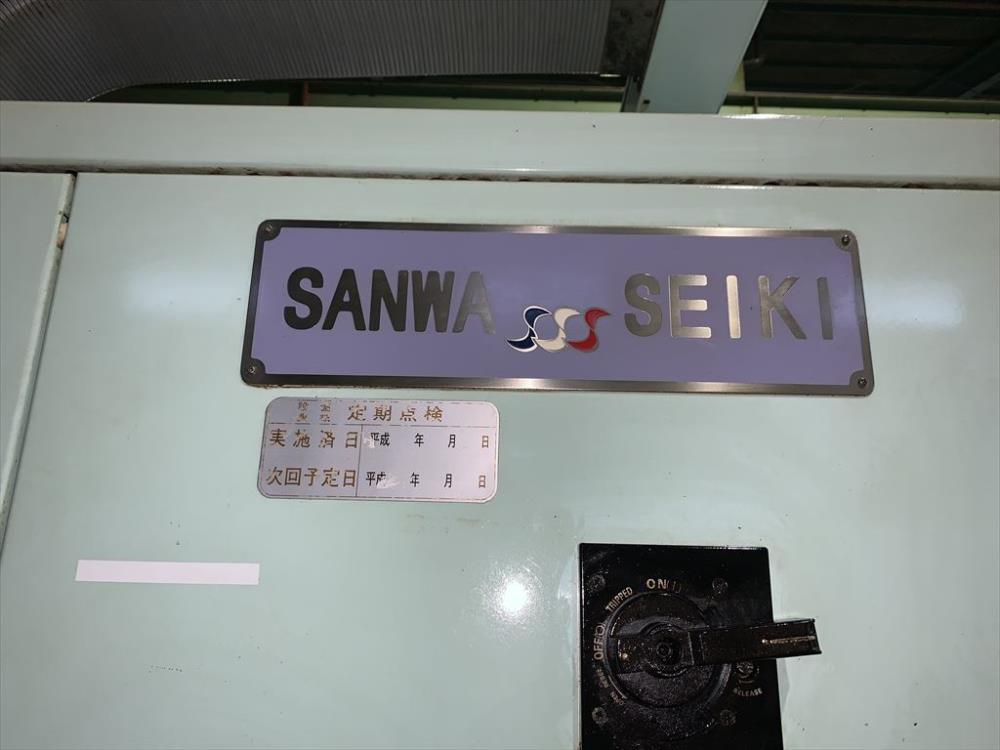 SANWA SEIKI
定期点検
実施済日 平成 年 月 日
次回予定日 平成 年 月 日
ON(I)
TRIPPED
OFF(O)
RELEASE